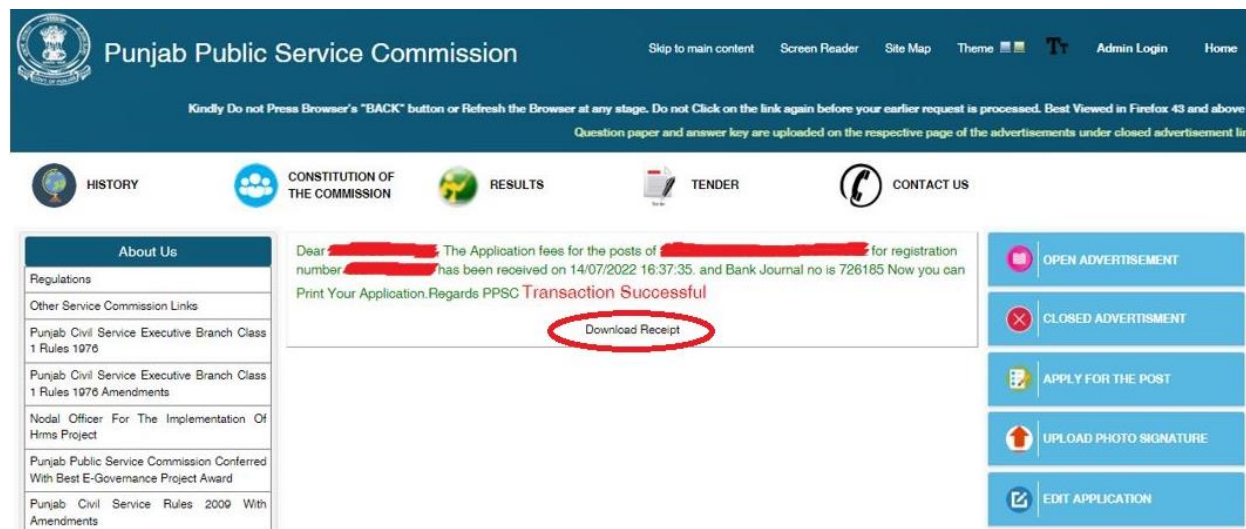 Punjab Public Service Commission
Skip to main content Screen Reader Site Map Theme TT Admin Login Home
Kindly Do not Press Browser's "BACK" button or Refresh the Browser at any stage. Do not Click on the link again before your earlier request is processed. Best Viewed in Firefox 43 and above
Question paper and answer key are uploaded on the respective page of the advertisements under closed advertisement
HISTORY
CONSTITUTION OF
THE COMMISSION
RESULTS
TENDER
CONTACT US
About Us
Regulations
Other Service Commission Links
Punjab Civil Service Executive Branch Class
1 Rules 1976
Punjab Civil Service Executive Branch Class
1 Rules 1976 Amendments
Nodal Officer For The Implementation Of
Hrms Project
Punjab Public Service Commission Conferred
With Best E-Governance Project Award
Punjab Civil Service Rules 2009 With
Amendments
Dear , The Application fees for the posts of for registration
number has been received on 14/07/2022 16:37:35. and Bank Journal no is 726185 Now you can
Print Your Application.Regards PPSC Transaction Successful
Download Receipt
OPEN ADVERTISEMENT
CLOSED ADVERTISMENT
APPLY FOR THE POST
UPLOAD PHOTO SIGNATURE
EDIT APPLICATION